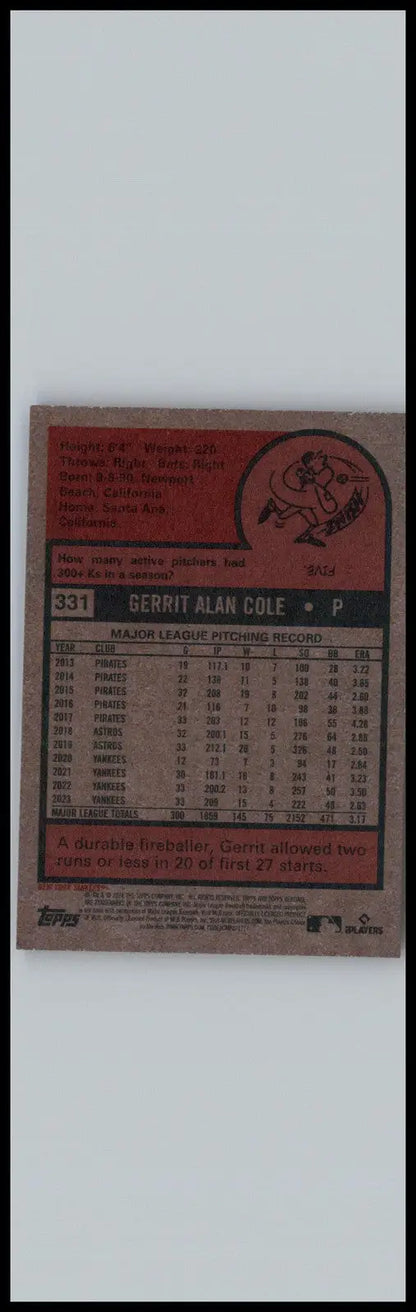 Height: 6'4" Weight: 220
Throws: Right Bats: Right
Born: 9-8-90, Newport
Beach, California
Home: Santa Ana,
California
FIVE.
How many active pitchers had
300+ Ks in a season?
331 GERRIT ALAN COLE • P
MAJOR LEAGUE PITCHING RECORD
YEAR CLUB G IP W L SO BB ERA
2013 PIRATES 19 117.1 10 7 100 28 3.22
2014 PIRATES 22 138 11 5 138 40 3.65
2015 PIRATES 32 208 19 8 202 44 2.60
2016 PIRATES 21 116 7 10 98 36 3.88
2017 PIRATES 33 203 12 12 196 55 4.26
2018 ASTROS 32 200.1 15 5 276 64 2.88
2019 ASTROS 33 212.1 20 5 326 48 2.50
2020 YANKEES 12 73 7 3 94 17 2.84
2021 YANKEES 30 181.1 16 8 243 41 3.23
2022 YANKEES 33 200.2 13 8 257 50 3.50
2023 YANKEES 33 209 15 4 222 48 2.63
MAJOR LEAGUE TOTALS 300 1859 145 75 2152 471 3.17
A durable fireballer, Gerrit allowed two
runs or less in 20 of first 27 starts.
NEW YORK YANKEES
topps
PLAYERS